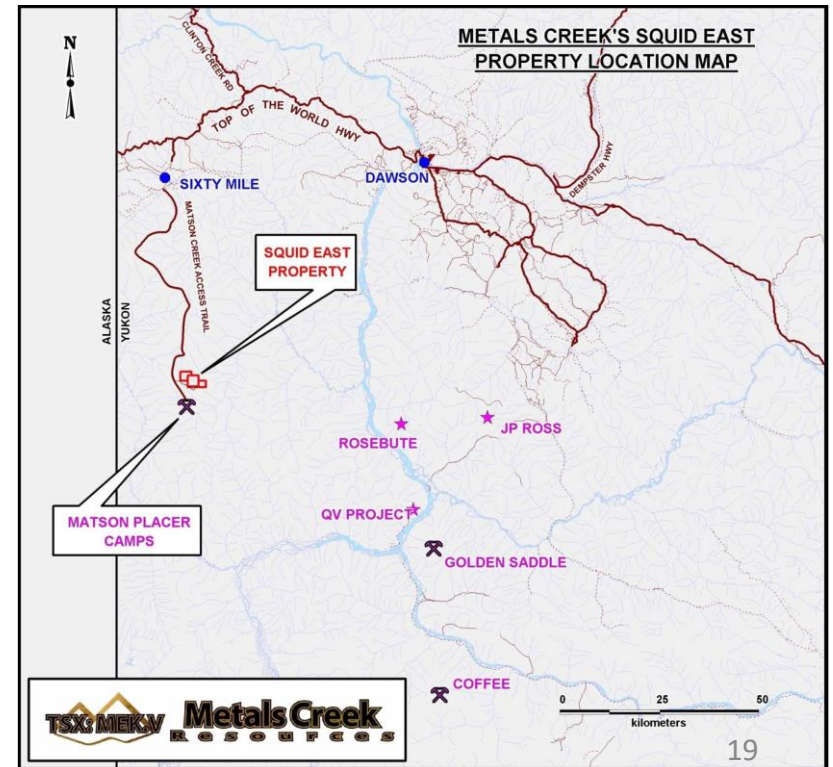 N
METALS CREEK'S SQUID EAST
PROPERTY LOCATION MAP
CLINTON CREEK RD
TOP OF THE WORLD HWY
DAWSON
DEMPSTER HWY
SIXTY MILE
MATSON CREEK ACCESS TRAIL
SQUID EAST
PROPERTY
ALASKA
YUKON
ROSEBUTE
JP ROSS
QV PROJECT
MATSON PLACER
CAMPS
GOLDEN SADDLE
COFFEE
0 25 50
kilometers
TSX: MEK.V
Metals Creek
Resources
19